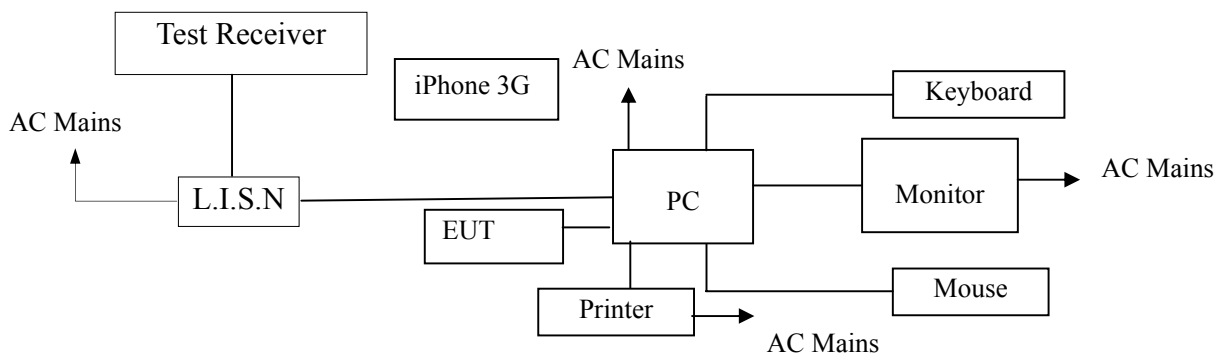 Test Receiver
iPhone 3G
AC Mains
Keyboard
AC Mains
L.I.S.N
PC
Monitor
AC Mains
EUT
Printer
Mouse
AC Mains